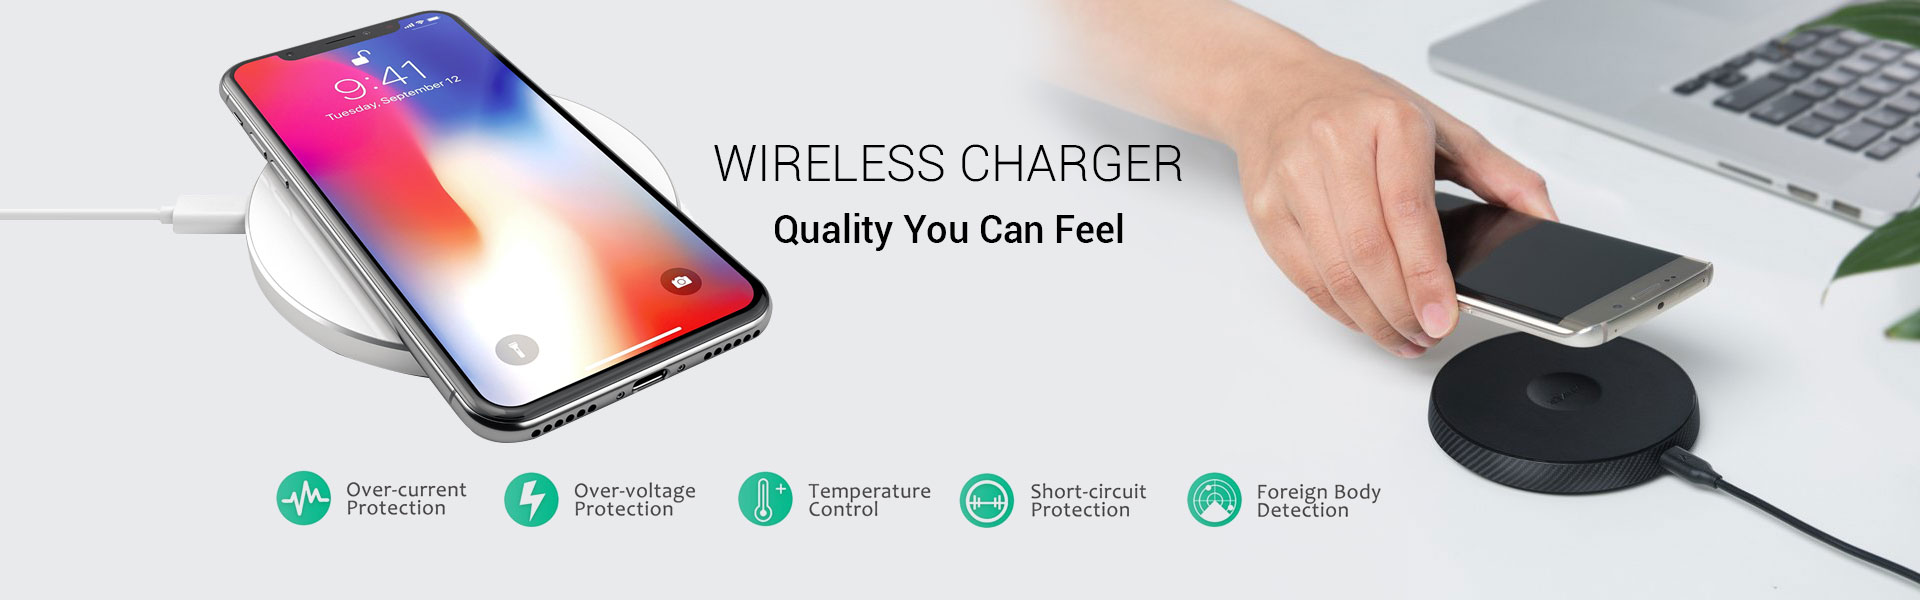 9:41
Tuesday, September 12
WIRELESS CHARGER
Quality You Can Feel
Over-current
Protection
Over-voltage
Protection
Temperature
Control
Short-circuit
Protection
Foreign Body
Detection